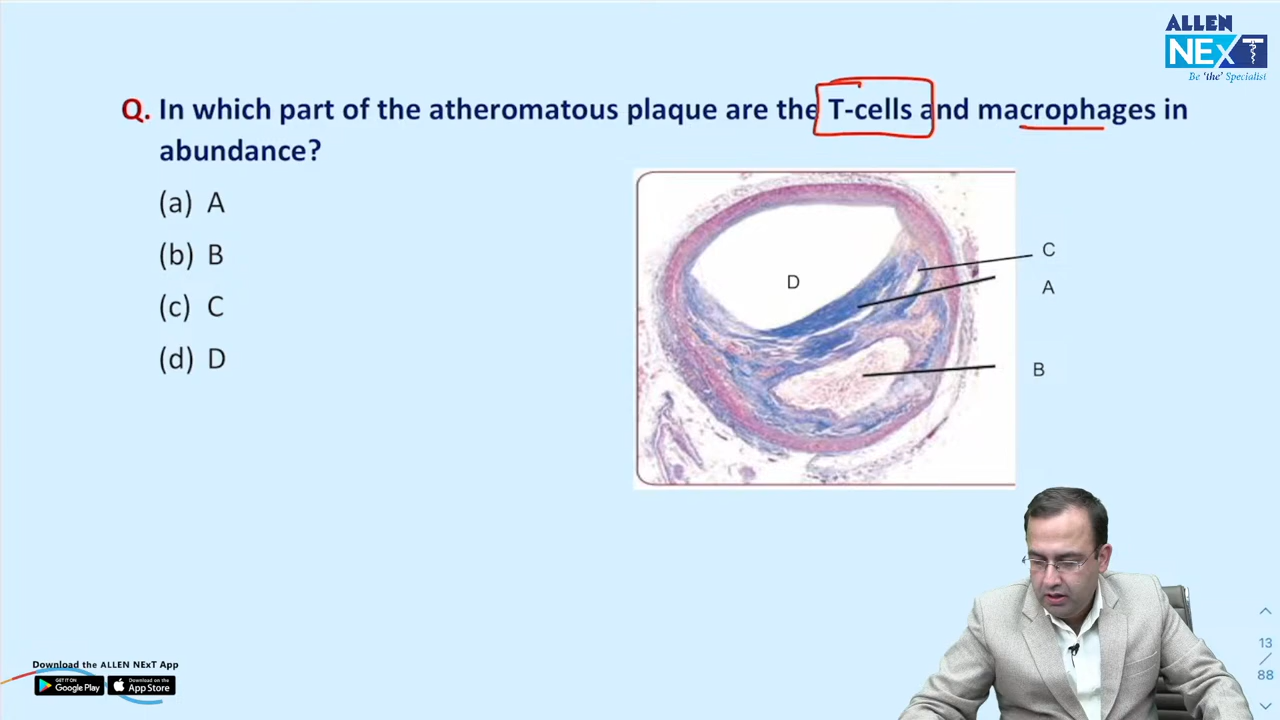 ALLEN
NExT
Be 'the' Specialist
Q. In which part of the atheromatous plaque are the T-cells and macrophages in
abundance?
(a) A
(b) B
(c) C
(d) D
C
D
A
B
Download the ALLEN NExT App
GET IT ON
Google Play
Download on the
App Store
13
/
88